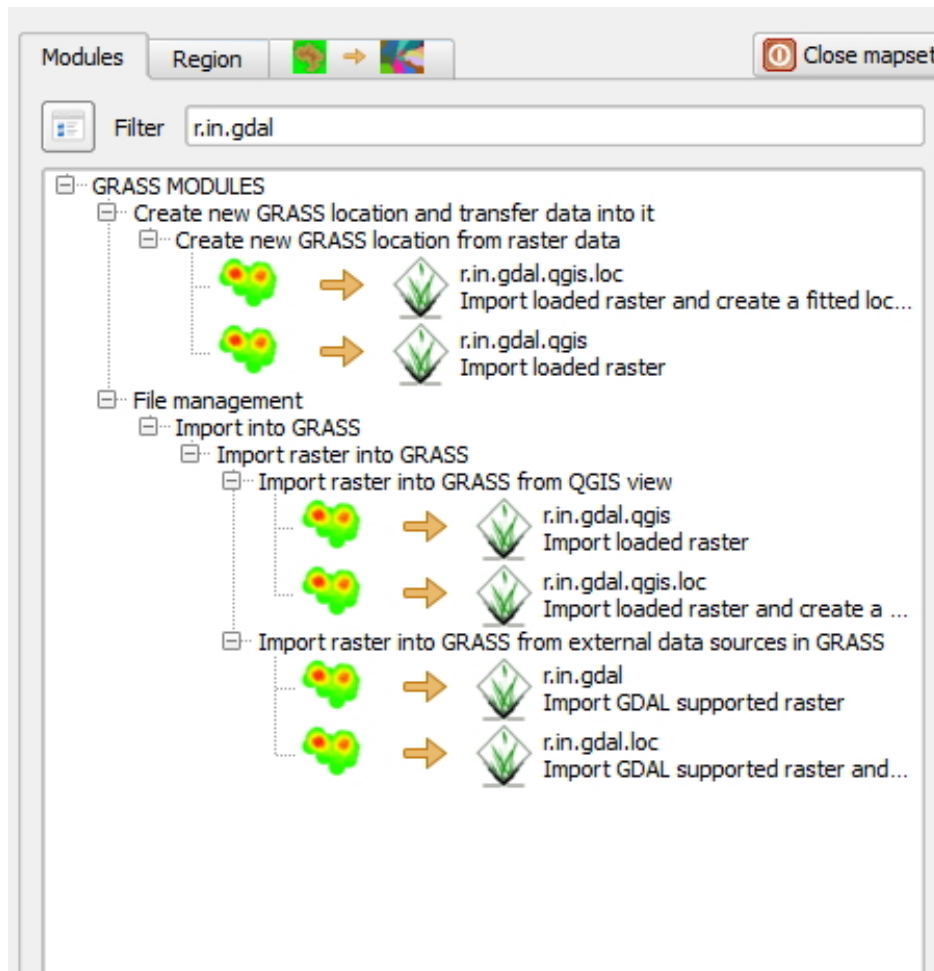 Modules
Region
Close mapset
Filter
r.in.gdal
GRASS MODULES
Create new GRASS location and transfer data into it
Create new GRASS location from raster data
r.in.gdal.qgis.loc
Import loaded raster and create a fitted loc...
r.in.gdal.qgis
Import loaded raster
File management
Import into GRASS
Import raster into GRASS
Import raster into GRASS from QGIS view
r.in.gdal.qgis
Import loaded raster
r.in.gdal.qgis.loc
Import loaded raster and create a ...
Import raster into GRASS from external data sources in GRASS
r.in.gdal
Import GDAL supported raster
r.in.gdal.loc
Import GDAL supported raster and...